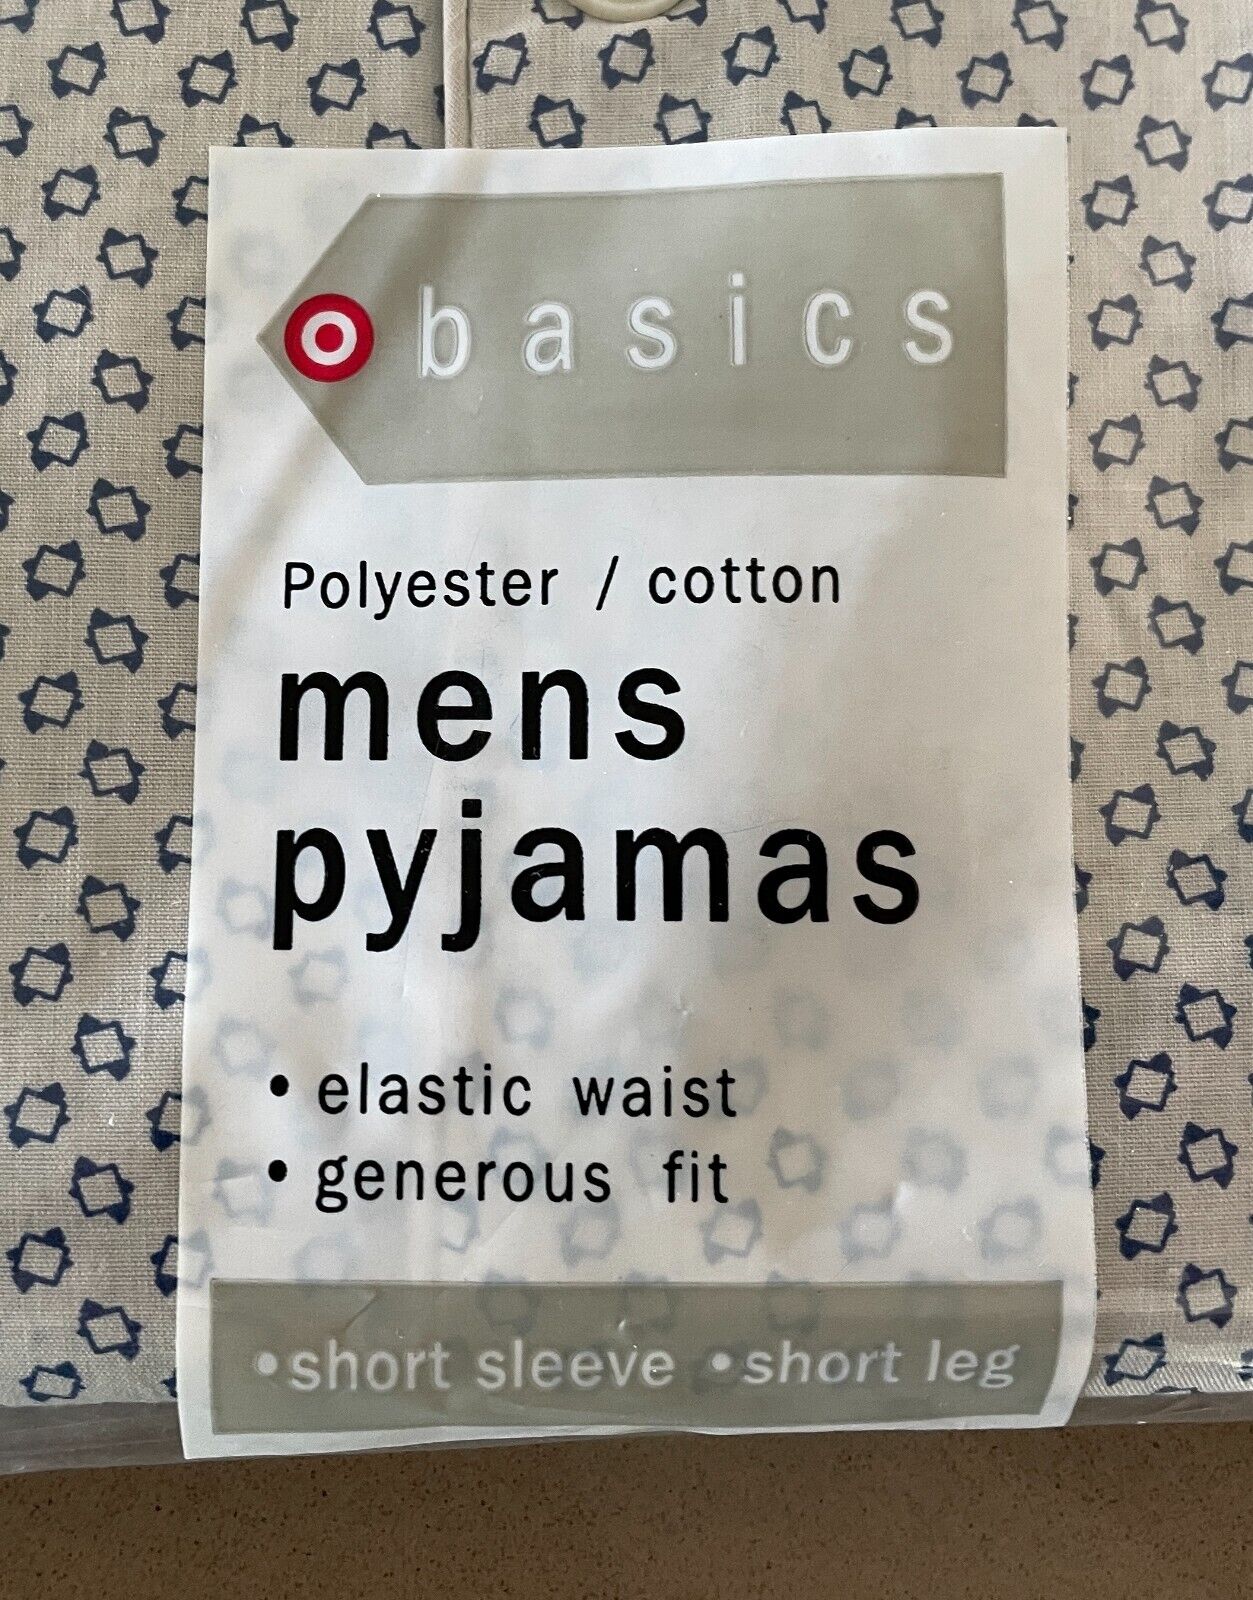 basics
Polyester / cotton
mens
pyjamas
• elastic waist
• generous fit
•short sleeve •short leg